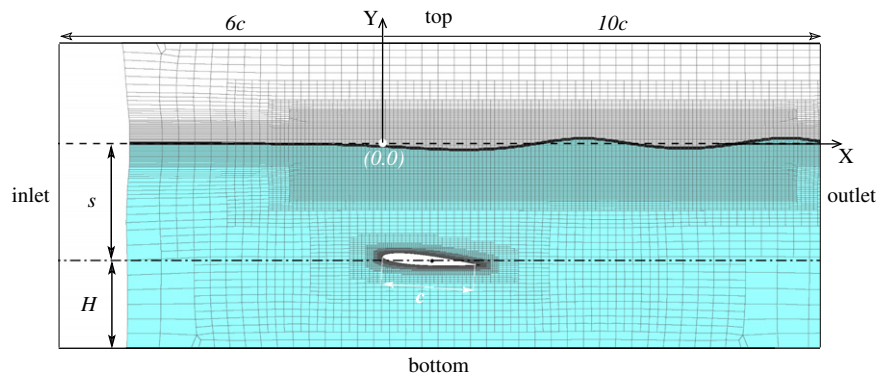 Y top
6c 10c
(0.0)
X
inlet s outlet
H
c
bottom